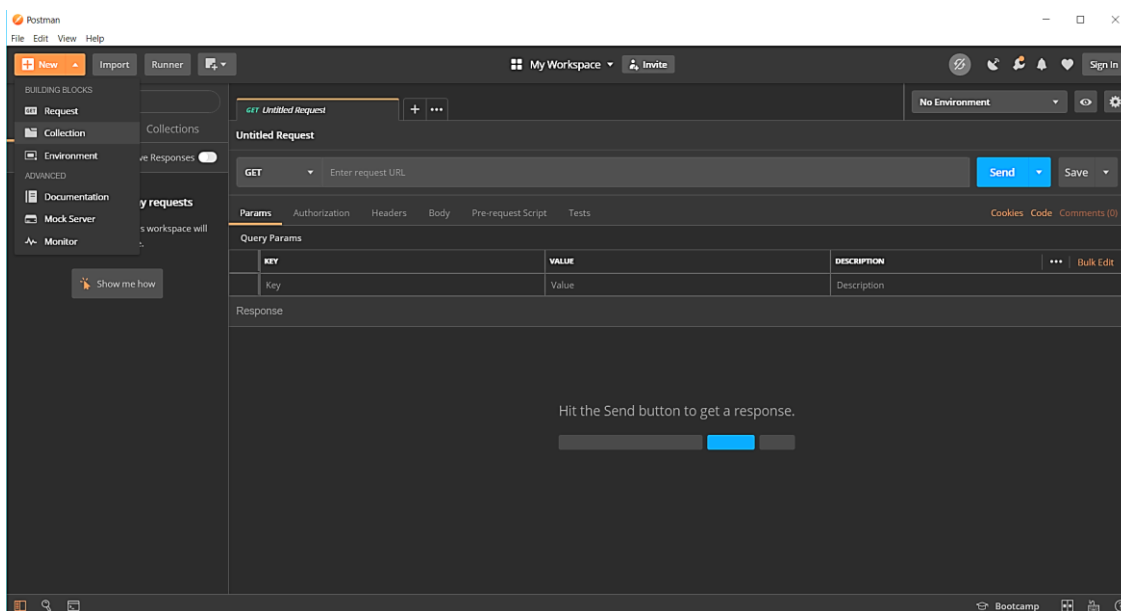 Postman
File Edit View Help
New Import Runner My Workspace Invite Sign In
BUILDING BLOCKS
GET Request
Collection
Environment
ADVANCED
Documentation
Mock Server
Monitor
Collections
ve Responses
y requests
s workspace will
e.
Show me how
GET Untitled Request
No Environment
Untitled Request
GET Enter request URL Send Save
Params Authorization Headers Body Pre-request Script Tests Cookies Code Comments (0)
Query Params
KEY VALUE DESCRIPTION Bulk Edit
Key Value Description
Response
Hit the Send button to get a response.
Bootcamp